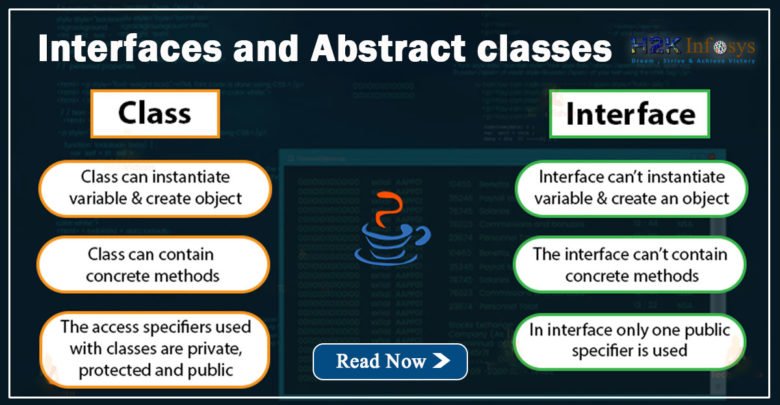 Interfaces and Abstract classes
H2K Infosys
Dream , Strive & Achieve Victory
Class
Interface
Class can instantiate
variable & create object
Interface can't instantiate
variable & create an object
Class can contain
concrete methods
The interface can't contain
concrete methods
The access specifiers used
with classes are private,
protected and public
In interface only one public
specifier is used
Read Now